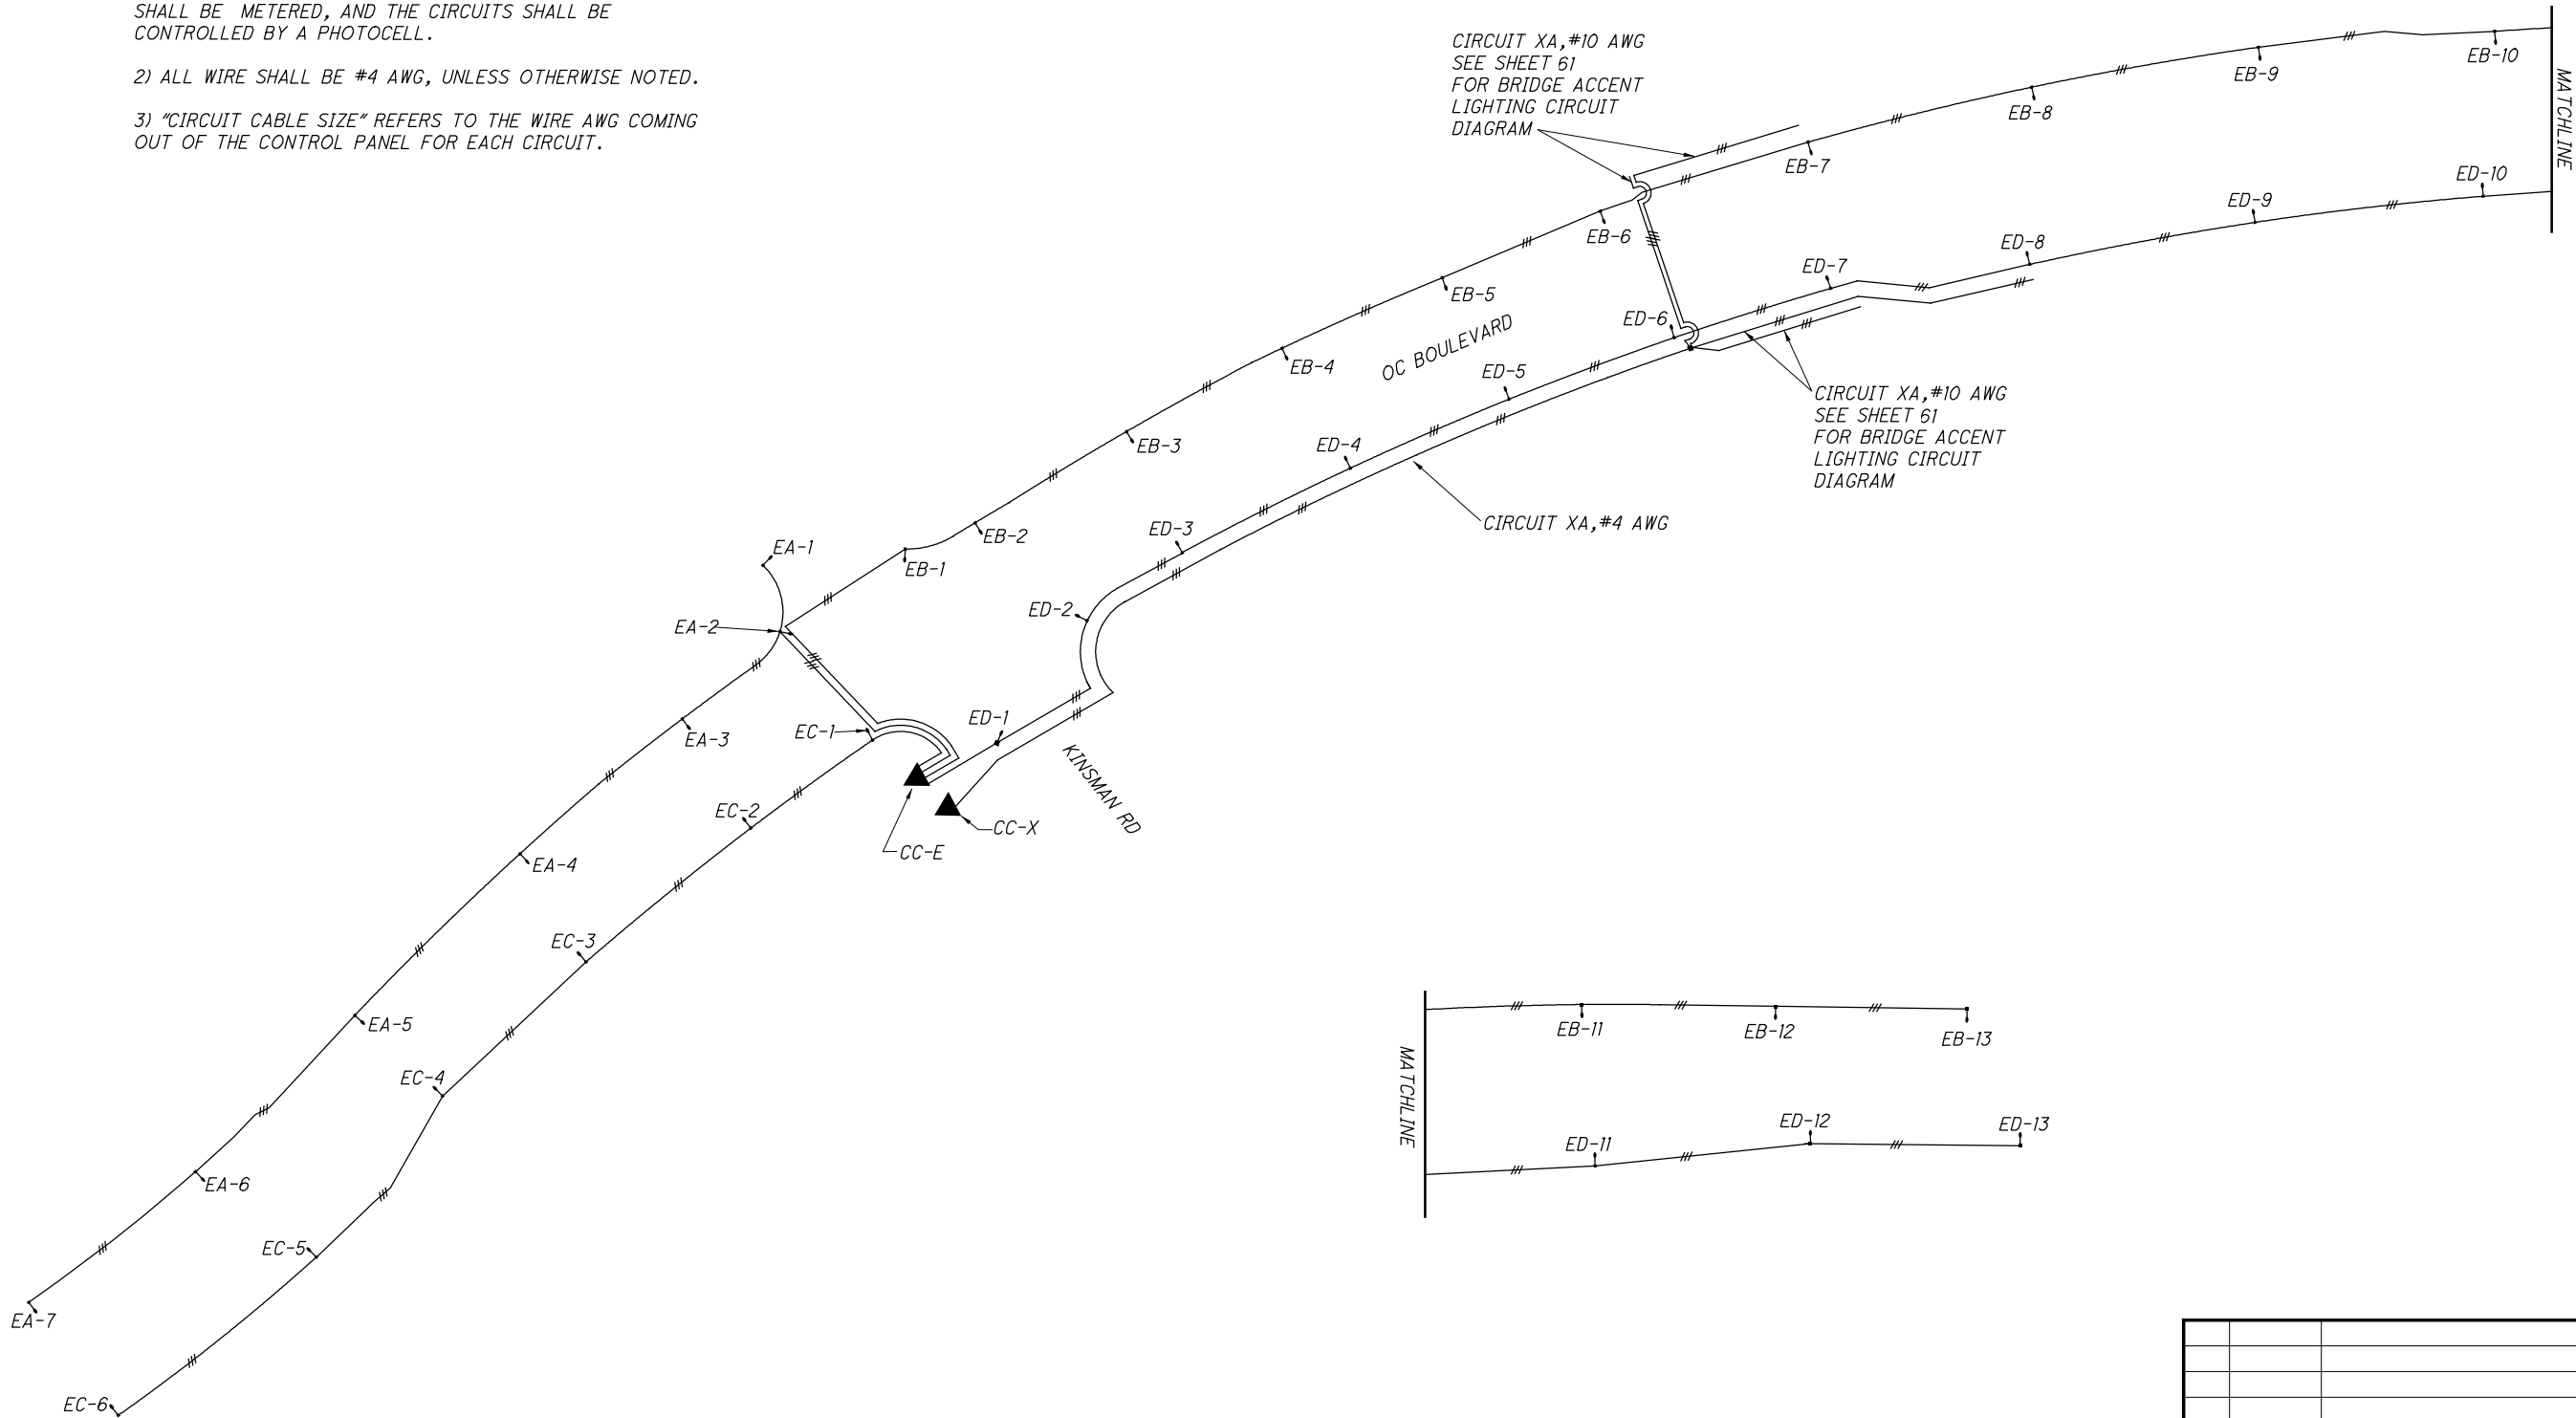 SHALL BE METERED, AND THE CIRCUITS SHALL BE
CONTROLLED BY A PHOTOCELL.
2) ALL WIRE SHALL BE #4 AWG, UNLESS OTHERWISE NOTED.
3) "CIRCUIT CABLE SIZE" REFERS TO THE WIRE AWG COMING
OUT OF THE CONTROL PANEL FOR EACH CIRCUIT.
CIRCUIT XA,#10 AWG
SEE SHEET 61
FOR BRIDGE ACCENT
LIGHTING CIRCUIT
DIAGRAM
EB-10
EB-9
EB-8
EB-7
MATCHLINE
ED-10
ED-9
ED-8
ED-7
EB-6
EB-5
ED-6
OC BOULEVARD
EB-4
ED-5
CIRCUIT XA,#10 AWG
SEE SHEET 61
FOR BRIDGE ACCENT
LIGHTING CIRCUIT
DIAGRAM
EB-3
ED-4
CIRCUIT XA,#4 AWG
EB-2
ED-3
EA-1
EB-1
ED-2
EA-2
ED-1
EC-1
EA-3
KINSMAN RD
EC-2
CC-X
CC-E
EA-4
EC-3
EA-5
EC-4
EA-6
EC-5
EA-7
EC-6
MATCHLINE
EB-11
EB-12
EB-13
ED-11
ED-12
ED-13